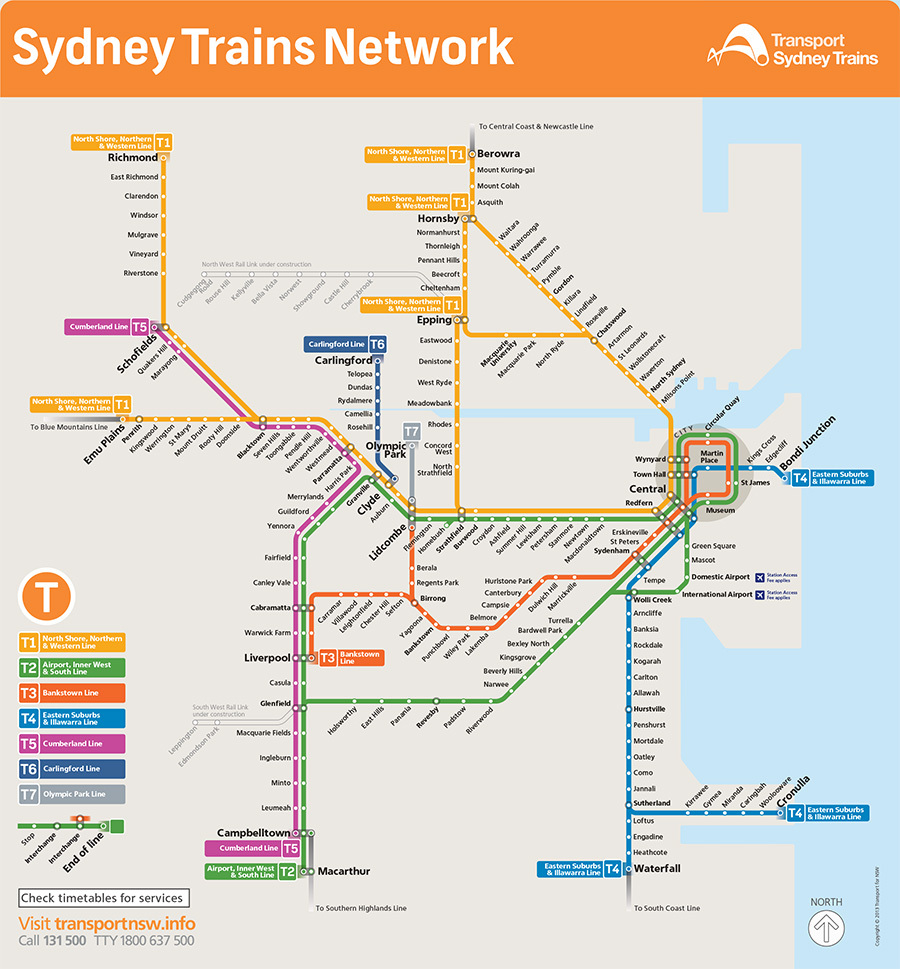 Sydney Trains Network
Transport
Sydney Trains
To Central Coast & Newcastle Line
North Shore, Northern
& Western Line
T1
Richmond
East Richmond
Clarendon
Windsor
Mulgrave
Vineyard
Riverstone
North Shore, Northern
& Western Line
T1
Berowra
Mount Kuring-gai
Mount Colah
Asquith
North Shore, Northern
& Western Line
T1
Hornsby
Normanhurst
Thornleigh
Pennant Hills
Beecroft
Cheltenham
North Shore, Northern
& Western Line
T1
Epping
Waitara
Wahroonga
Warrawee
Turramurra
Pymble
Gordon
Killara
Lindfield
Roseville
Chatswood
Artarmon
St Leonards
Wollstonecraft
Waverton
North Sydney
Milsons Point
North West Rail Link under construction
Cudgegong
Road
Rouse Hill
Kellyville
Bella Vista
Norwest
Showground
Castle Hill
Cherrybrook
Macquarie
University
Macquarie Park
North Ryde
Eastwood
Denistone
West Ryde
Meadowbank
Rhodes
Concord
West
North
Strathfield
Cumberland Line
T5
Schofields
Quakers Hill
Marayong
Carlingford Line
T6
Carlingford
Telopea
Dundas
Rydalmere
Camellia
Rosehill
North Shore, Northern
& Western Line
T1
To Blue Mountains Line
Emu Plains
Penrith
Kingswood
Werrington
St Marys
Mount Druitt
Rooty Hill
Doonside
Blacktown
Seven Hills
Toongabbie
Pendle Hill
Wentworthville
Westmead
Parramatta
Harris Park
Granville
Clyde
Auburn
T7
Olympic
Park
Lidcombe
Flemington
Homebush
Strathfield
Burwood
Croydon
Ashfield
Summer Hill
Lewisham
Petersham
Stanmore
Newtown
Macdonaldtown
Redfern
Central
Town Hall
Wynyard
CITY
Circular Quay
Martin
Place
St James
Museum
Kings Cross
Edgecliff
Bondi Junction
T4
Eastern Suburbs
& Illawarra Line
Merrylands
Guildford
Yennora
Fairfield
Canley Vale
Cabramatta
Warwick Farm
Liverpool
T3
Bankstown
Line
Casula
Glenfield
Macquarie Fields
Ingleburn
Minto
Leumeah
Campbelltown
Cumberland Line
T5
Airport, Inner West
& South Line
T2
Macarthur
To Southern Highlands Line
South West Rail Link
under construction
Leppington
Edmondson Park
Berala
Regents Park
Birrong
Carramar
Villawood
Leightonfield
Chester Hill
Sefton
Yagoona
Bankstown
Punchbowl
Wiley Park
Lakemba
Belmore
Campsie
Canterbury
Hurlstone Park
Dulwich Hill
Marrickville
Erskineville
St Peters
Sydenham
Tempe
Green Square
Mascot
Domestic Airport
Station Access
Fee applies
International Airport
Station Access
Fee applies
Wolli Creek
Turrella
Bardwell Park
Bexley North
Kingsgrove
Beverly Hills
Narwee
Riverwood
Padstow
Revesby
Panania
East Hills
Holsworthy
Arncliffe
Banksia
Rockdale
Kogarah
Carlton
Allawah
Hurstville
Penshurst
Mortdale
Oatley
Como
Jannali
Sutherland
Kirrawee
Gymea
Miranda
Caringbah
Woolooware
Cronulla
T4
Eastern Suburbs
& Illawarra Line
Loftus
Engadine
Heathcote
Eastern Suburbs
& Illawarra Line
T4
Waterfall
To South Coast Line
T
T1
North Shore, Northern
& Western Line
T2
Airport, Inner West
& South Line
T3
Bankstown Line
T4
Eastern Suburbs
& Illawarra Line
T5
Cumberland Line
T6
Carlingford Line
T7
Olympic Park Line
Stop
Interchange
Interchange
End of line
Check timetables for services
Visit transportnsw.info
Call 131 500 TTY 1800 637 500
NORTH
Copyright © 2013 Transport for NSW